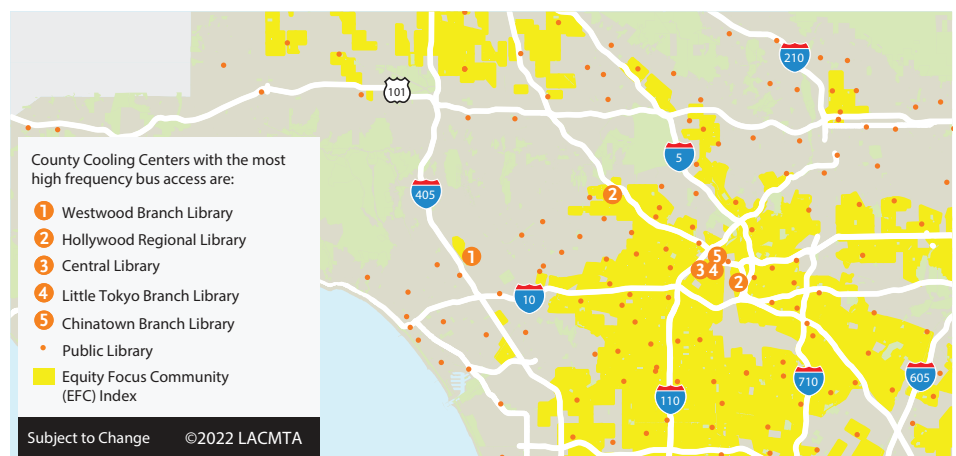 210
101
5
405
2
County Cooling Centers with the most
high frequency bus access are:
1 Westwood Branch Library
2 Hollywood Regional Library
3 Central Library
4 Little Tokyo Branch Library
5 Chinatown Branch Library
Public Library
Equity Focus Community
(EFC) Index
Subject to Change ©2022 LACMTA
1
5
3
4
2
10
110
710
605